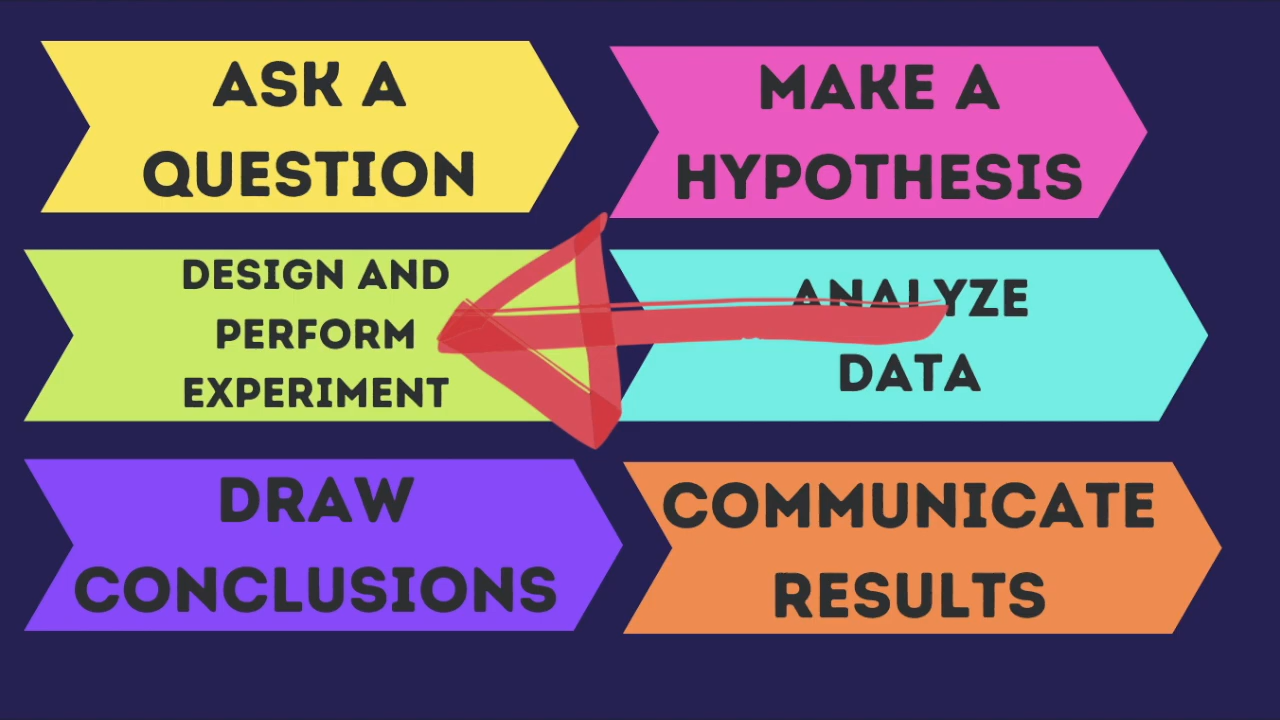 ASK A
QUESTION
MAKE A
HYPOTHESIS
DESIGN AND
PERFORM
EXPERIMENT
ANALYZE
DATA
DRAW
CONCLUSIONS
COMMUNICATE
RESULTS